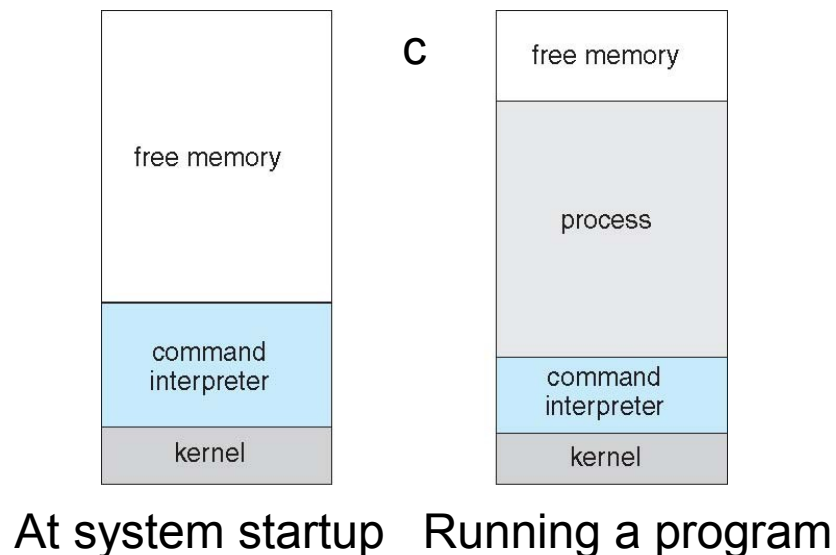 free memory
command
interpreter
kernel
At system startup
c
free memory
process
command
interpreter
kernel
Running a program